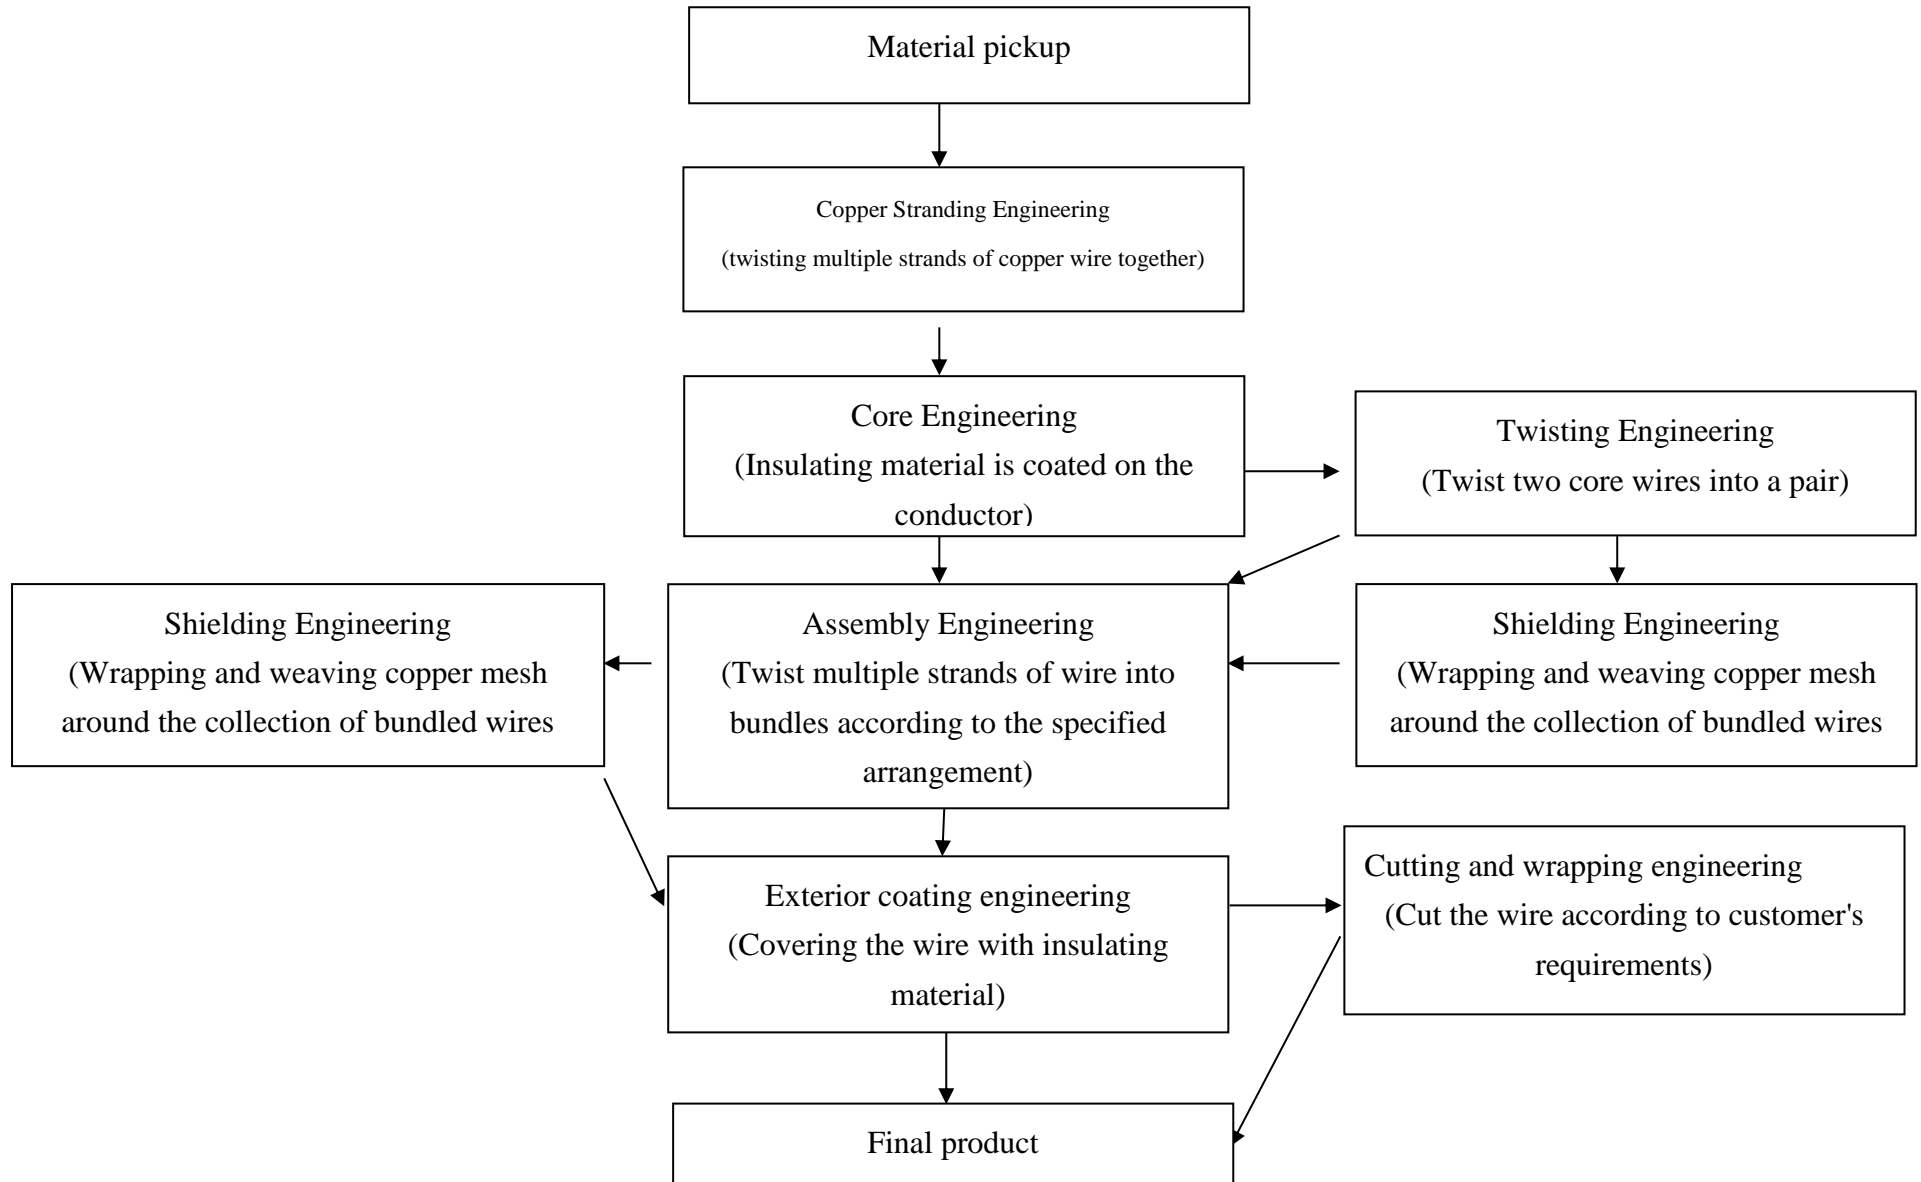 Material pickup
Copper Stranding Engineering
(twisting multiple strands of copper wire together)
Core Engineering
(Insulating material is coated on the
conductor)
Twisting Engineering
(Twist two core wires into a pair)
Shielding Engineering
(Wrapping and weaving copper mesh
around the collection of bundled wires
Assembly Engineering
(Twist multiple strands of wire into
bundles according to the specified
arrangement)
Shielding Engineering
(Wrapping and weaving copper mesh
around the collection of bundled wires
Exterior coating engineering
(Covering the wire with insulating
material)
Cutting and wrapping engineering
(Cut the wire according to customer's
requirements)
Final product